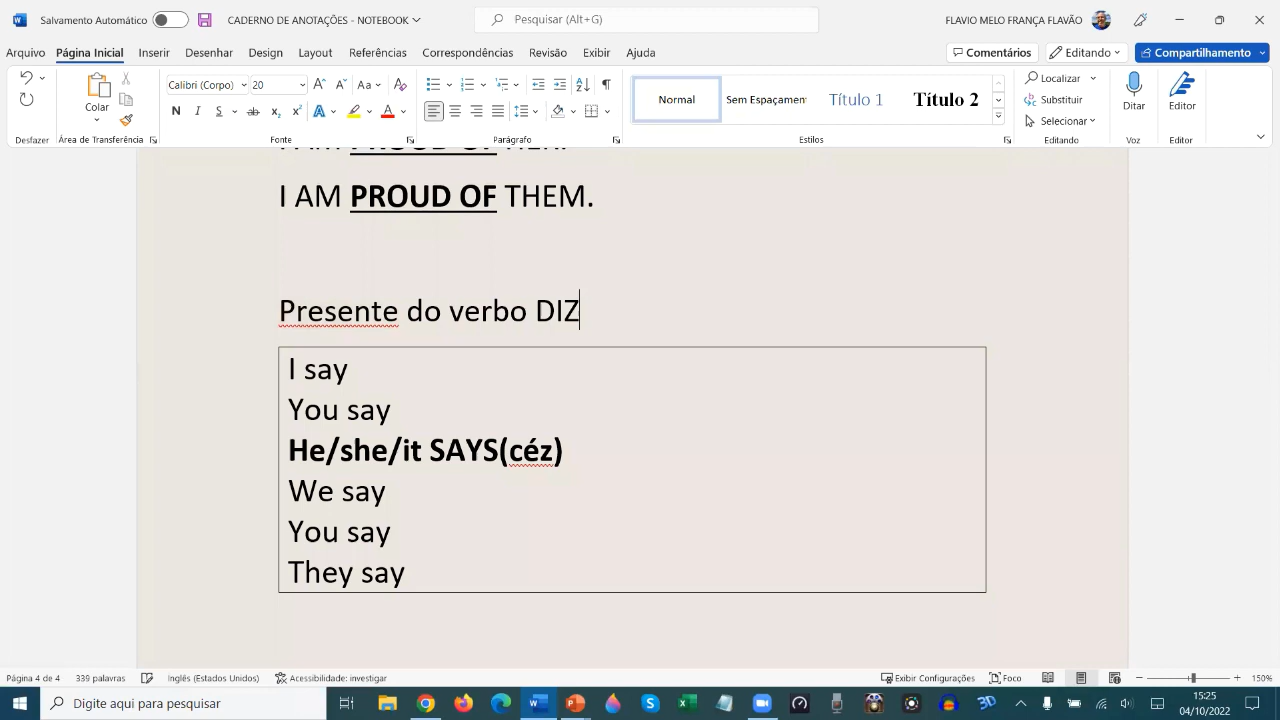 Salvamento Automático
CADERNO DE ANOTAÇÕES - NOTEBOOK
Pesquisar (Alt+G)
FLAVIO MELO FRANÇA FLAVÃO
Arquivo Página Inicial Inserir Desenhar Design Layout Referências Correspondências Revisão Exibir Ajuda
Comentários Editando Compartilhamento
Colar
Calibri (Corpo) 20
N I S ab
Normal Sem Espaçamen Título 1 Título 2
Localizar
Substituir
Selecionar
Ditar
Editor
Desfazer Área de Transferência Fonte Parágrafo Estilos Editando Voz Editor
I AM PROUD OF HER.
I AM PROUD OF THEM.
Presente do verbo DIZ
I say
You say
He/she/it SAYS(céz)
We say
You say
They say
Página 4 de 4 339 palavras Inglês (Estados Unidos) Acessibilidade: investigar Exibir Configurações Foco 150%
Digite aqui para pesquisar
15:25
04/10/2022